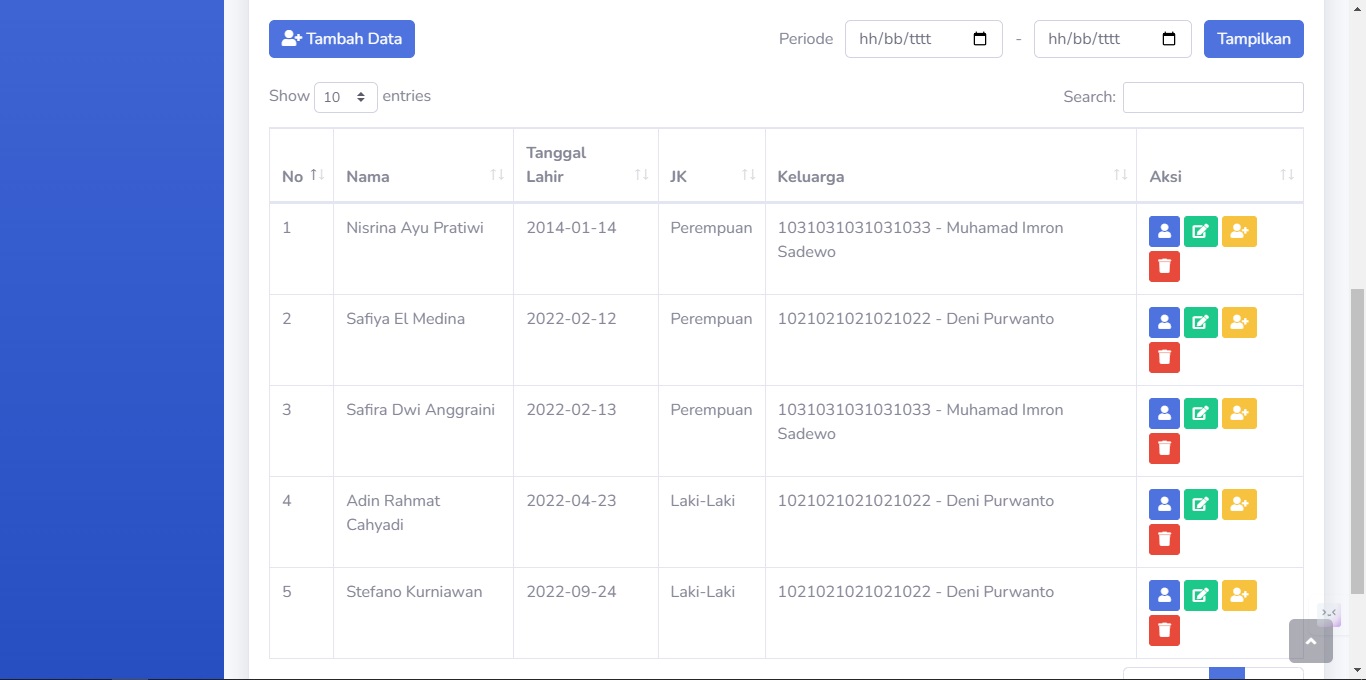 Tambah Data
Periode hh/bb/tttt - hh/bb/tttt Tampilkan
Show 10 entries
Search:
No Nama Tanggal Lahir JK Keluarga Aksi
1 Nisrina Ayu Pratiwi 2014-01-14 Perempuan 1031031031031033 - Muhamad Imron
Sadewo
2 Safiya El Medina 2022-02-12 Perempuan 1021021021021022 - Deni Purwanto
3 Safira Dwi Anggraini 2022-02-13 Perempuan 1031031031031033 - Muhamad Imron
Sadewo
4 Adin Rahmat 2022-04-23 Laki-Laki 1021021021021022 - Deni Purwanto
Cahyadi
5 Stefano Kurniawan 2022-09-24 Laki-Laki 1021021021021022 - Deni Purwanto